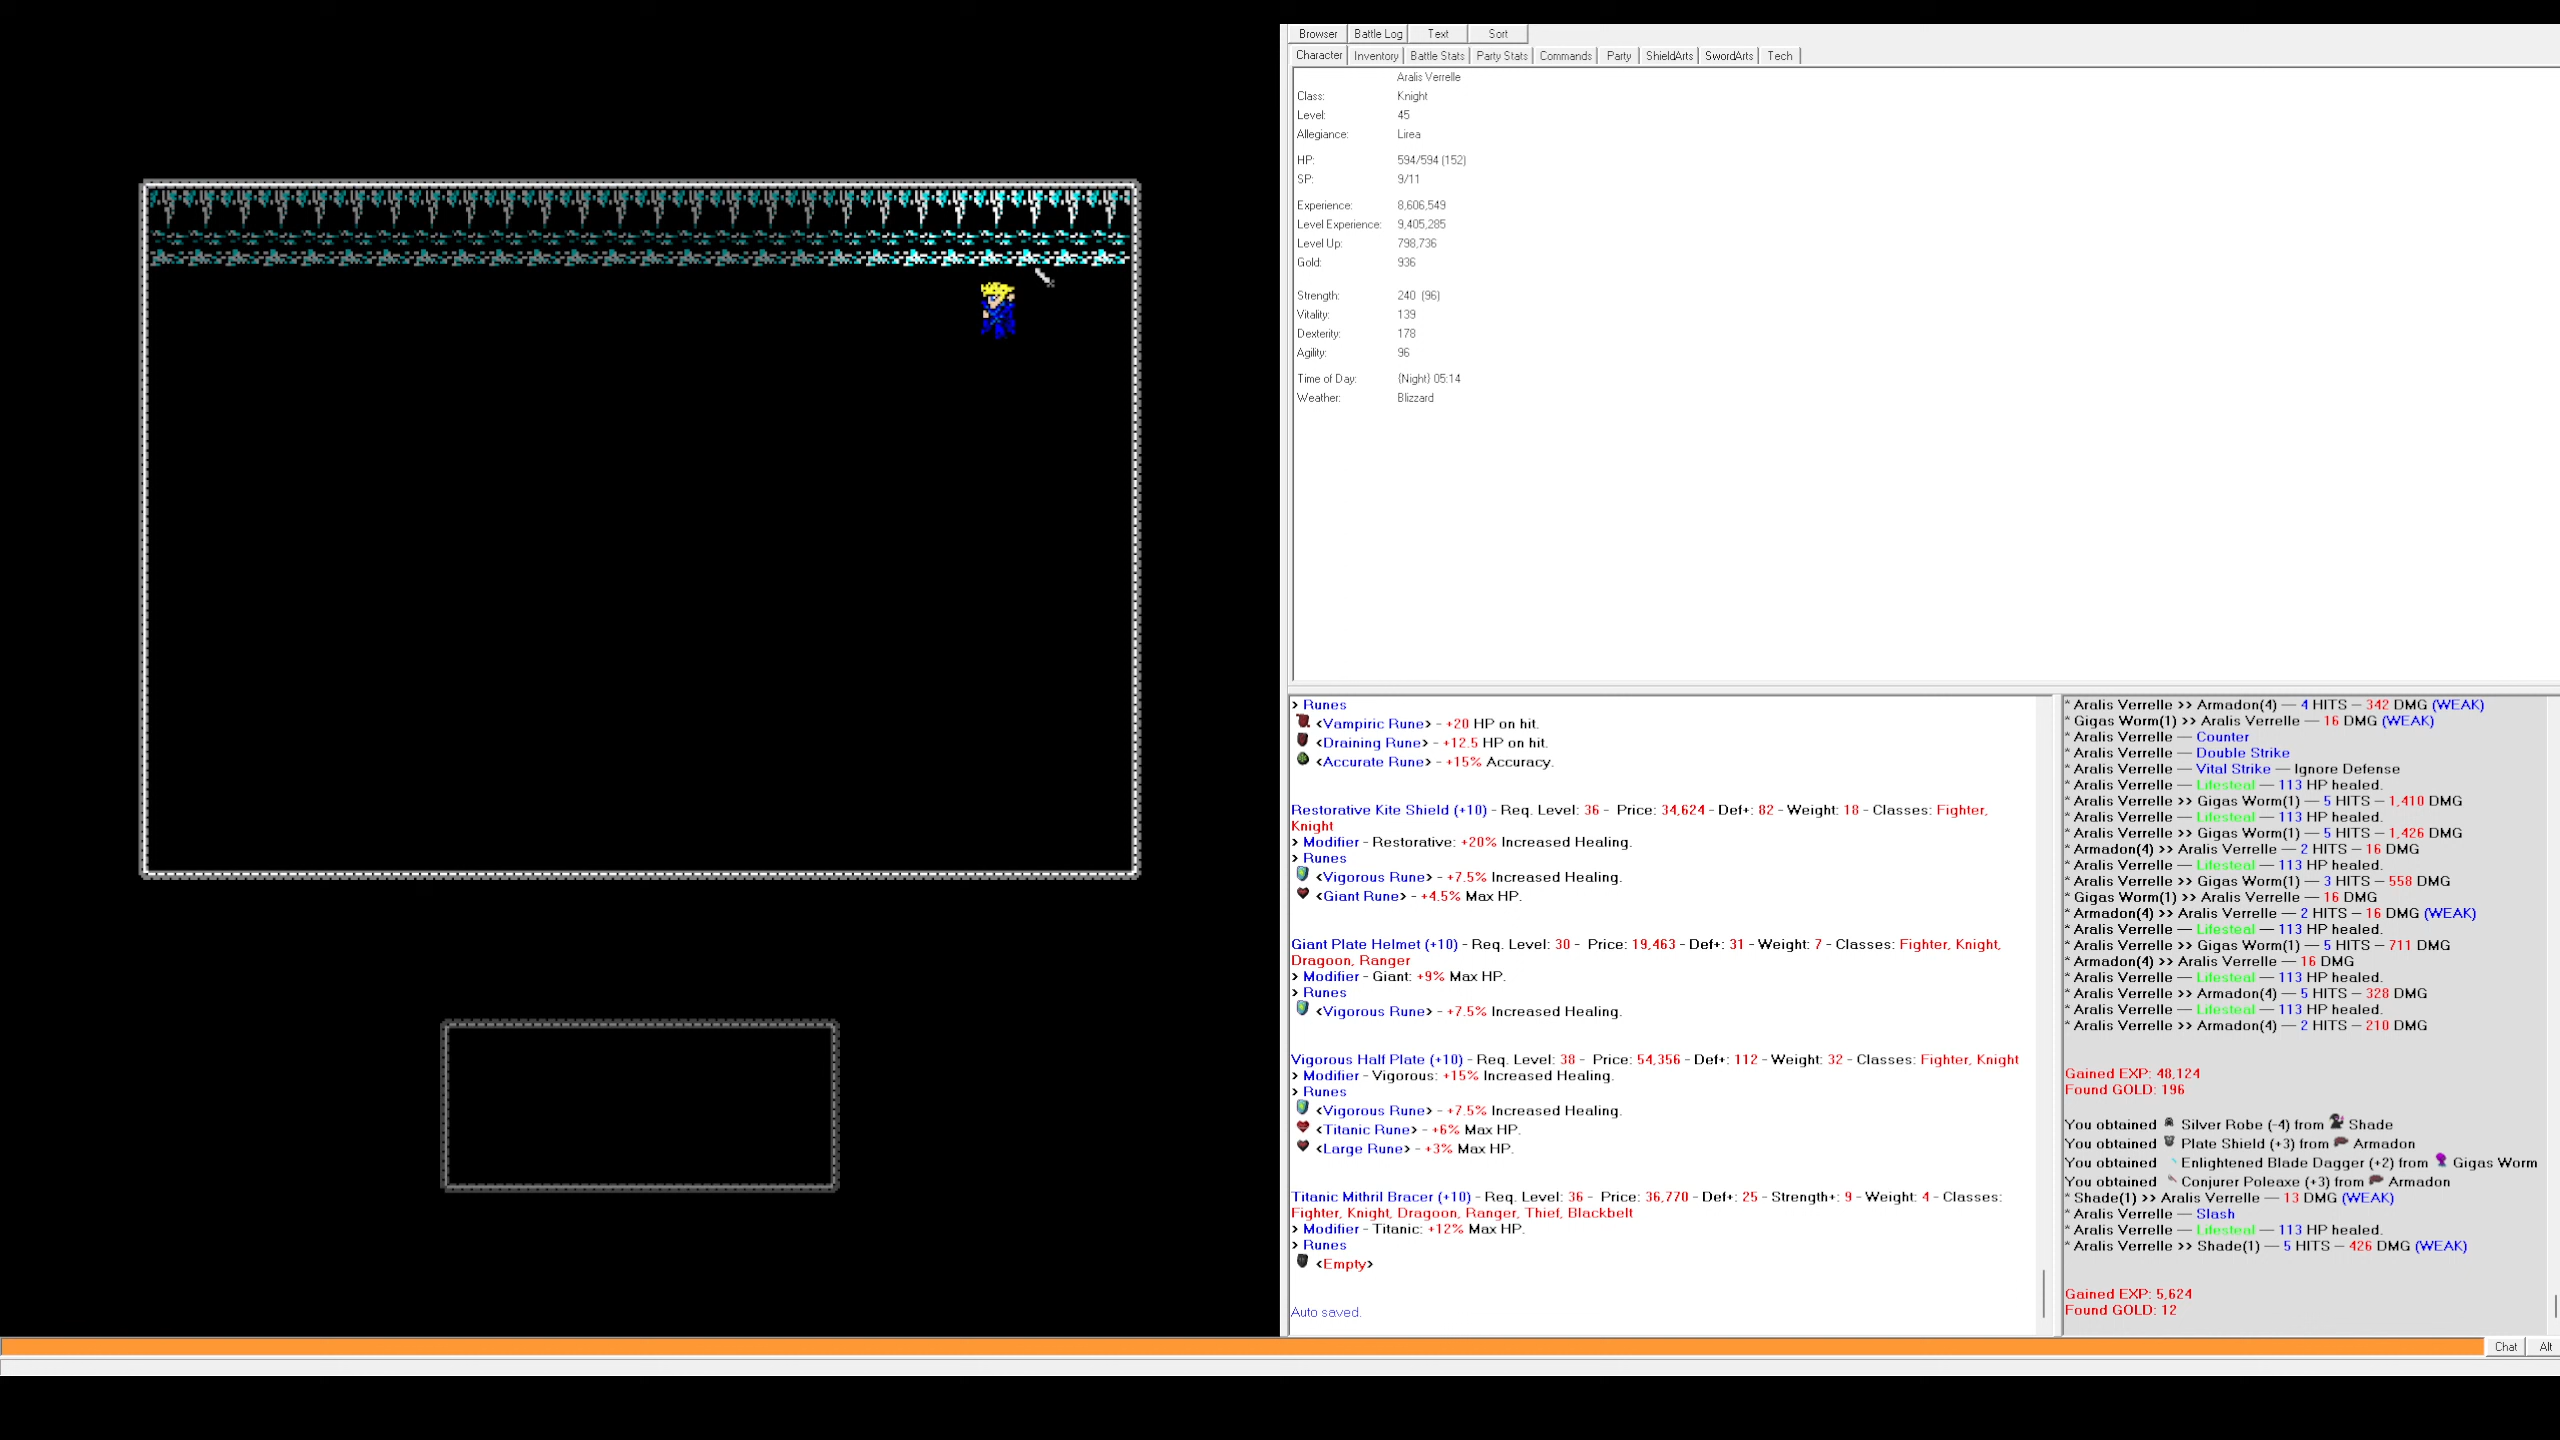 Browser Battle Log Text Sort
Character Inventory Battle Stats Party Stats Commands Party ShieldArts SwordArts Tech
Aralis Verrelle
Class: Knight
Level: 45
Allegiance: Lirea
HP: 594/594 (152)
SP: 9/11
Experience: 8,606,549
Level Experience: 9,405,285
Level Up: 798,736
Gold: 936
Strength: 240 (96)
Vitality: 139
Dexterity: 178
Agility: 96
Time of Day: (Night) 05:14
Weather: Blizzard
> Runes
<Vampiric Rune> - +20 HP on hit.
<Draining Rune> - +12.5 HP on hit.
<Accurate Rune> - +15% Accuracy.
Restorative Kite Shield (+10) - Req. Level: 36 - Price: 34,624 - Def+: 82 - Weight: 18 - Classes: Fighter,
Knight
> Modifier - Restorative: +20% Increased Healing.
> Runes
<Vigorous Rune> - +7.5% Increased Healing.
<Giant Rune> - +4.5% Max HP.
Giant Plate Helmet (+10) - Req. Level: 30 - Price: 19,463 - Def+: 31 - Weight: 7 - Classes: Fighter, Knight,
Dragoon, Ranger
> Modifier - Giant: +9% Max HP.
> Runes
<Vigorous Rune> - +7.5% Increased Healing.
Vigorous Half Plate (+10) - Req. Level: 38 - Price: 54,356 - Def+: 112 - Weight: 32 - Classes: Fighter, Knight
> Modifier - Vigorous: +15% Increased Healing.
> Runes
<Vigorous Rune> - +7.5% Increased Healing.
<Titanic Rune> - +6% Max HP.
<Large Rune> - +3% Max HP.
Titanic Mithril Bracer (+10) - Req. Level: 36 - Price: 36,770 - Def+: 25 - Strength+: 9 - Weight: 4 - Classes:
Fighter, Knight, Dragoon, Ranger, Thief, Blackbelt
> Modifier - Titanic: +12% Max HP.
> Runes
<Empty>
Auto saved.
* Aralis Verrelle >> Armadon(4) — 4 HITS — 342 DMG (WEAK)
* Gigas Worm(1) >> Aralis Verrelle — 16 DMG (WEAK)
* Aralis Verrelle — Counter
* Aralis Verrelle — Double Strike
* Aralis Verrelle — Vital Strike — Ignore Defense
* Aralis Verrelle — Lifesteal — 113 HP healed.
* Aralis Verrelle >> Gigas Worm(1) — 5 HITS — 1,410 DMG
* Aralis Verrelle — Lifesteal — 113 HP healed.
* Aralis Verrelle >> Gigas Worm(1) — 5 HITS — 1,426 DMG
* Armadon(4) >> Aralis Verrelle — 2 HITS — 16 DMG
* Aralis Verrelle — Lifesteal — 113 HP healed.
* Aralis Verrelle >> Gigas Worm(1) — 3 HITS — 558 DMG
* Gigas Worm(1) >> Aralis Verrelle — 16 DMG
* Armadon(4) >> Aralis Verrelle — 2 HITS — 16 DMG (WEAK)
* Aralis Verrelle — Lifesteal — 113 HP healed.
* Aralis Verrelle >> Gigas Worm(1) — 5 HITS — 711 DMG
* Armadon(4) >> Aralis Verrelle — 16 DMG
* Aralis Verrelle — Lifesteal — 113 HP healed.
* Aralis Verrelle >> Armadon(4) — 5 HITS — 328 DMG
* Aralis Verrelle — Lifesteal — 113 HP healed.
* Aralis Verrelle >> Armadon(4) — 2 HITS — 210 DMG
Gained EXP: 48,124
Found GOLD: 196
You obtained Silver Robe (-4) from Shade
You obtained Plate Shield (+3) from Armadon
You obtained Enlightened Blade Dagger (+2) from Gigas Worm
You obtained Conjurer Poleaxe (+3) from Armadon
* Shade(1) >> Aralis Verrelle — 13 DMG (WEAK)
* Aralis Verrelle — Slash
* Aralis Verrelle — Lifesteal — 113 HP healed.
* Aralis Verrelle >> Shade(1) — 5 HITS — 426 DMG (WEAK)
Gained EXP: 5,624
Found GOLD: 12
Chat Alt